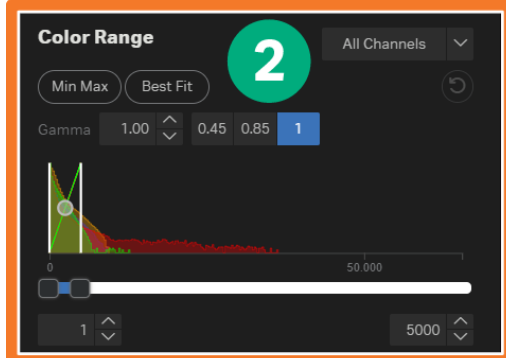 Color Range
2
All Channels
Min Max Best Fit
Gamma 1.00 0.45 0.85 1
0 50.000
1 5000